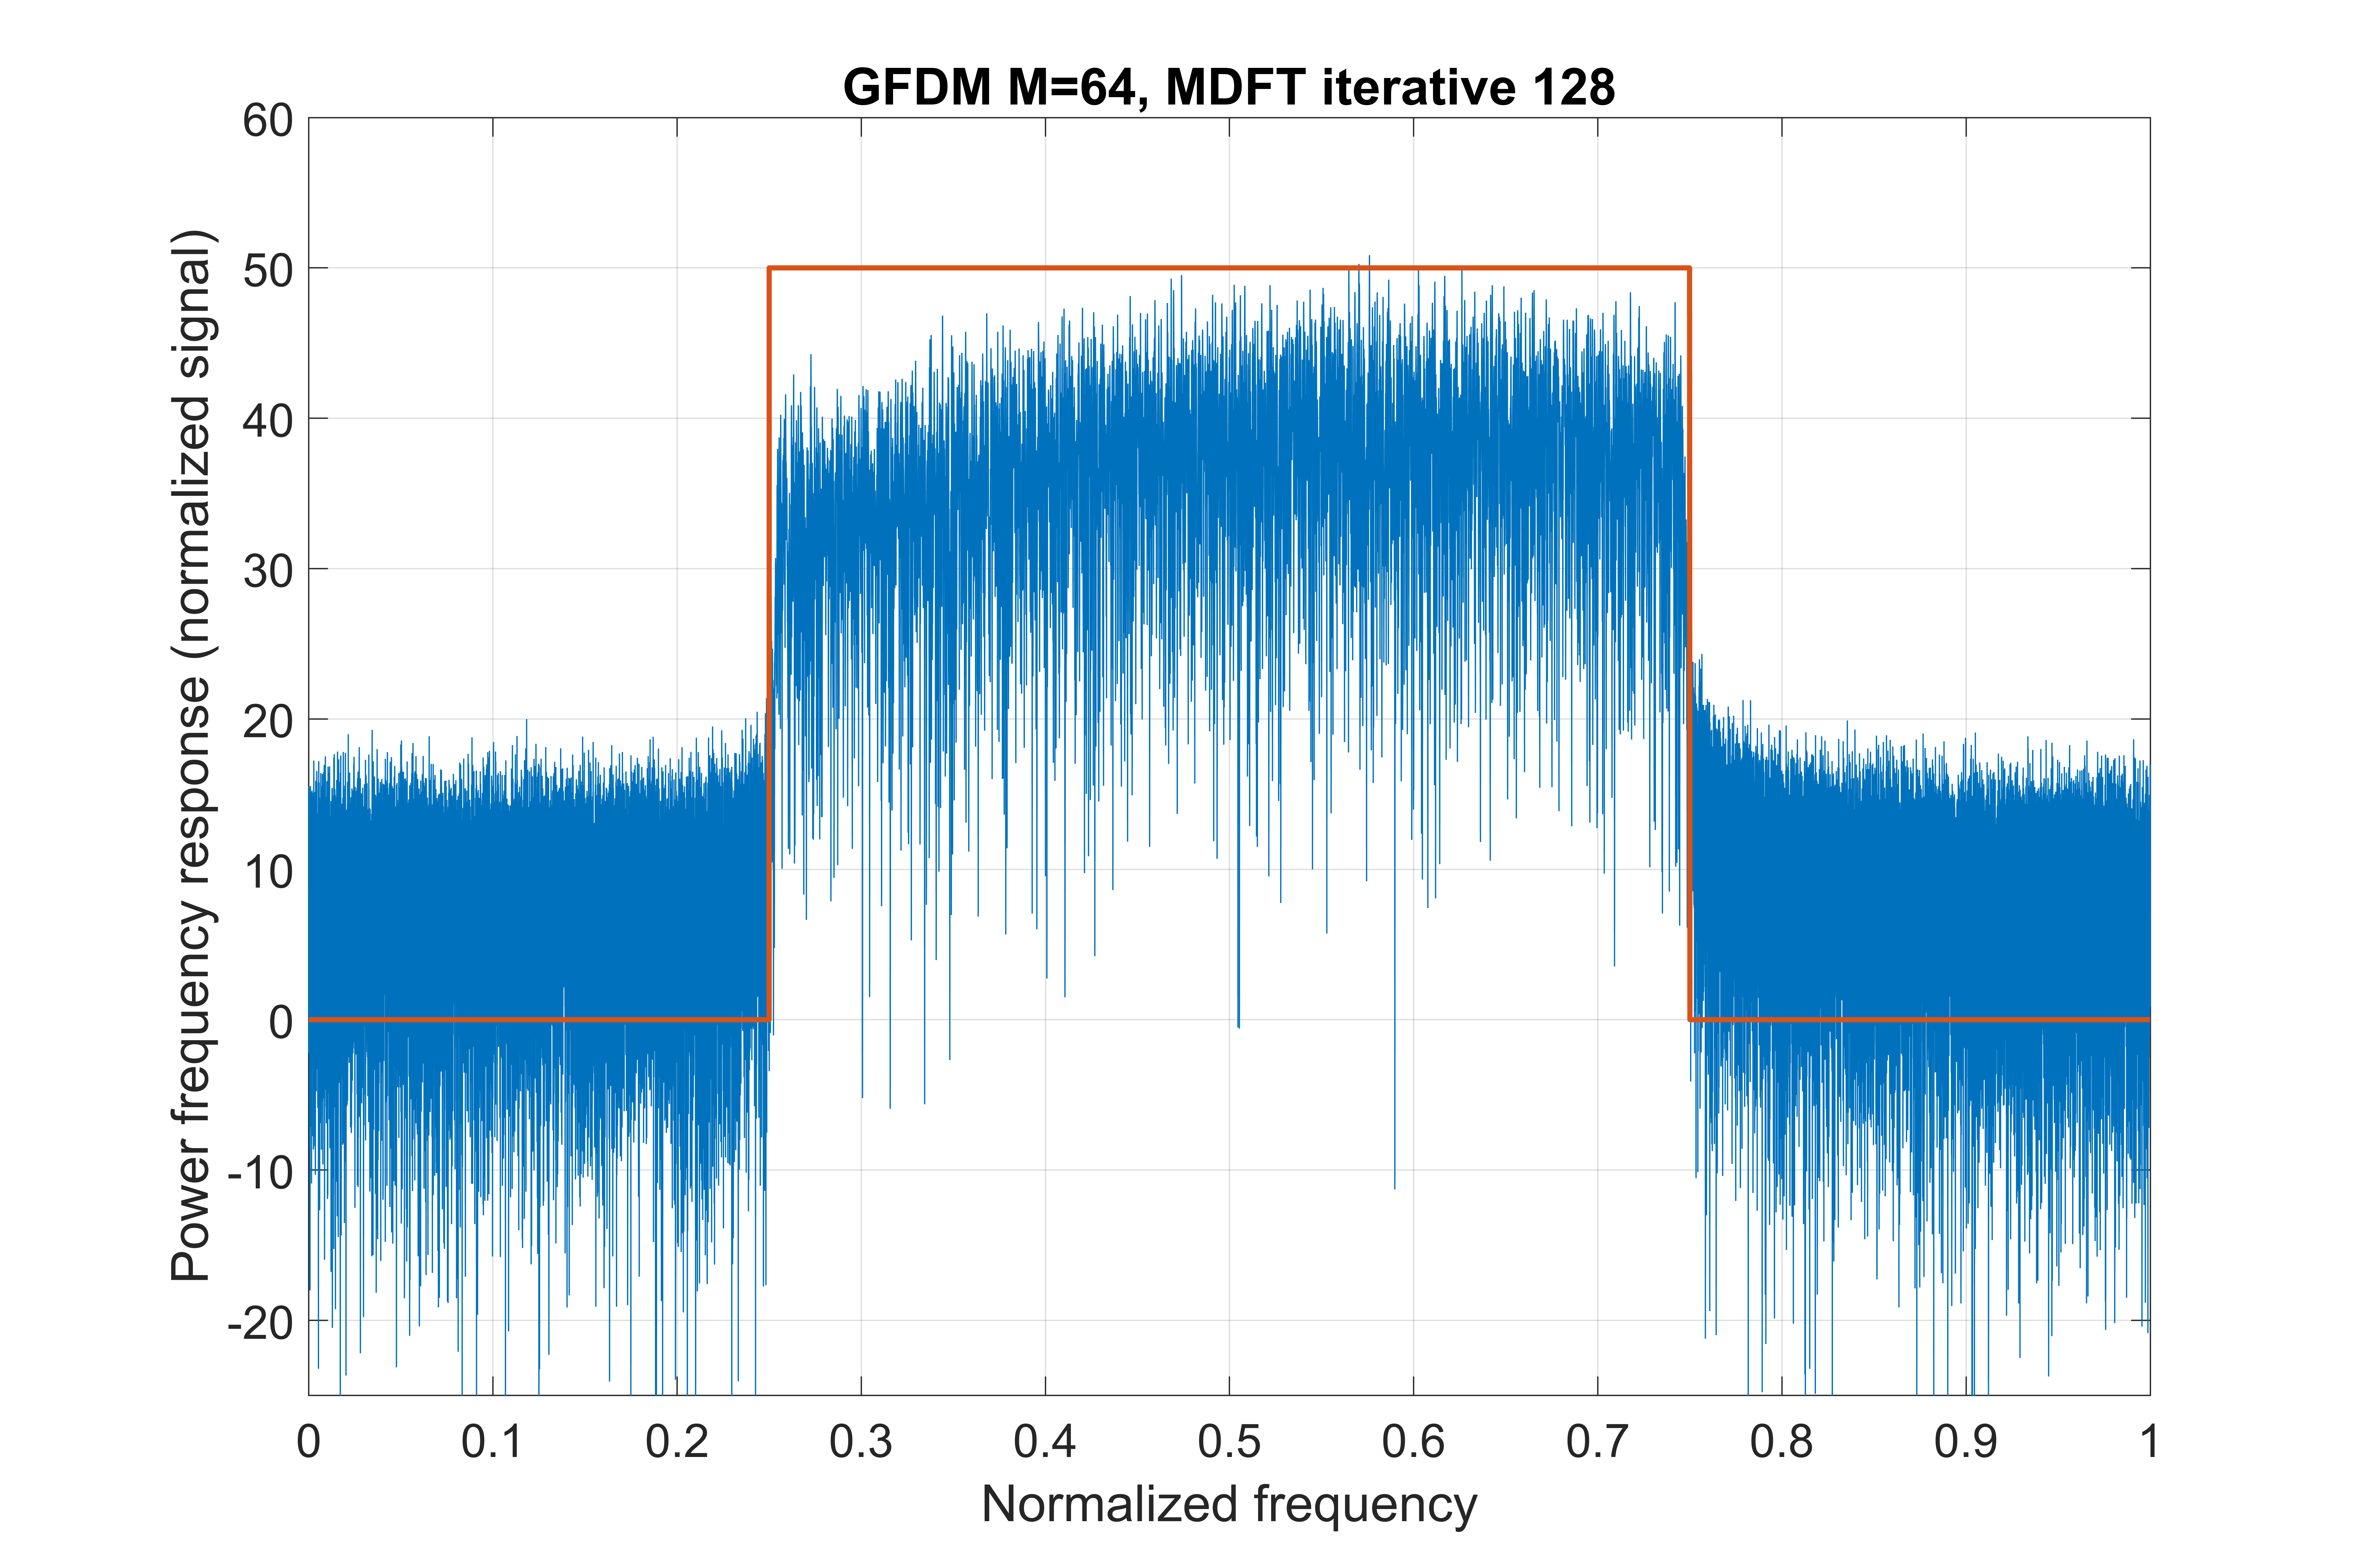 GFDM M=64, MDFT iterative 128
Power frequency response (normalized signal)
60
50
40
30
20
10
0
-10
-20
0 0.1 0.2 0.3 0.4 0.5 0.6 0.7 0.8 0.9 1
Normalized frequency